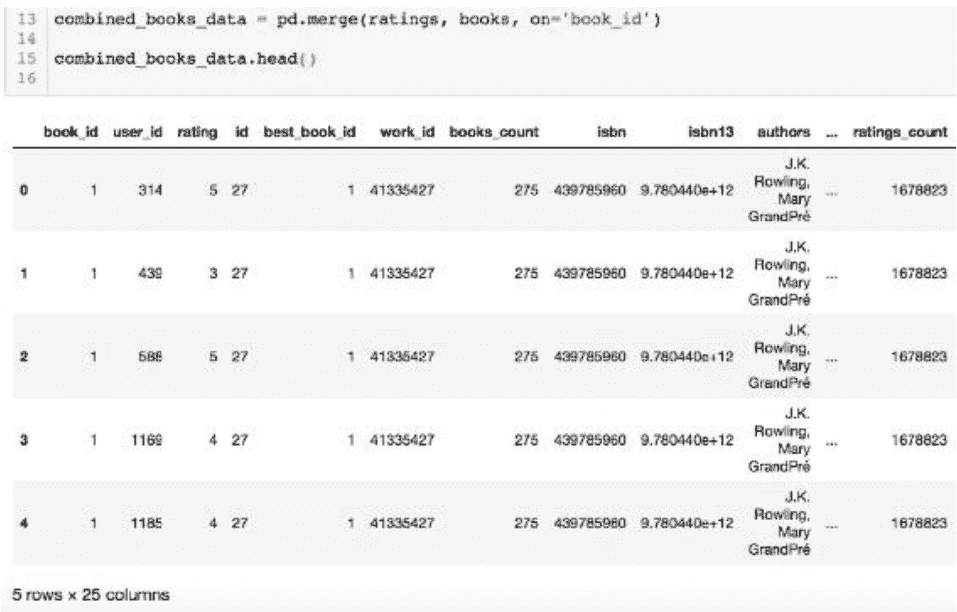 13 combined_books_data = pd.merge(ratings, books, on='book_id')
14
15 combined_books_data.head()
16
book_id user_id rating id best_book_id work_id books_count isbn isbn13 authors ... ratings_count
0 1 314 5 27 1 41335427 275 439785960 9.780440e+12 J.K. Rowling, Mary GrandPré ... 1678823
1 1 439 3 27 1 41335427 275 439785960 9.780440e+12 J.K. Rowling, Mary GrandPré ... 1678823
2 1 588 5 27 1 41335427 275 439785960 9.780440e+12 J.K. Rowling, Mary GrandPré ... 1678823
3 1 1169 4 27 1 41335427 275 439785960 9.780440e+12 J.K. Rowling, Mary GrandPré ... 1678823
4 1 1185 4 27 1 41335427 275 439785960 9.780440e+12 J.K. Rowling, Mary GrandPré ... 1678823
5 rows × 25 columns